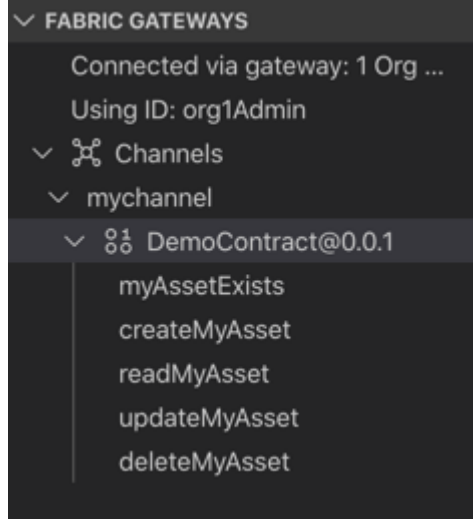 FABRIC GATEWAYS
Connected via gateway: 1 Org ...
Using ID: org1Admin
Channels
mychannel
DemoContract@0.0.1
myAssetExists
createMyAsset
readMyAsset
updateMyAsset
deleteMyAsset